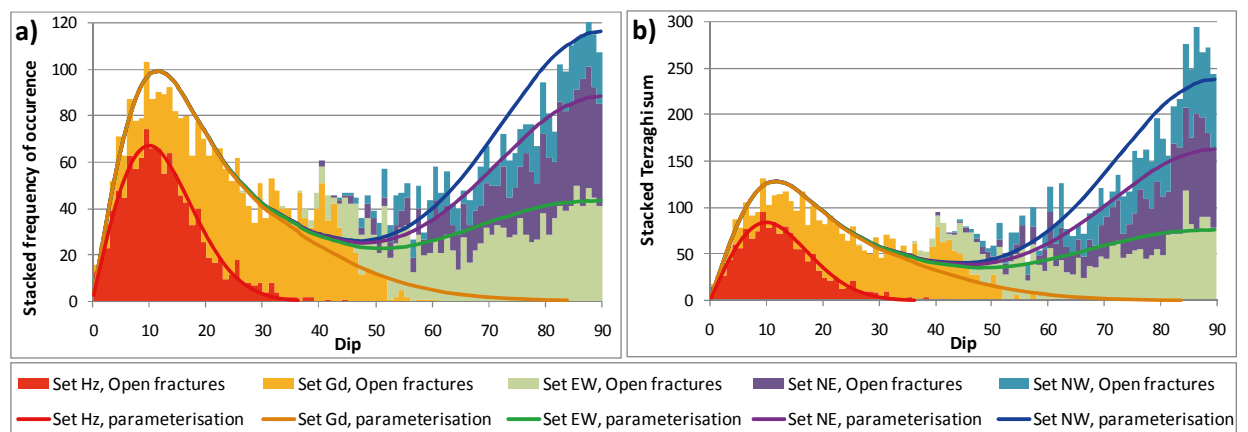 a)
Stacked frequency of occurence
120
100
80
60
40
20
0
0 10 20 30 40 50 60 70 80 90
Dip
b)
Stacked Terzaghi sum
300
250
200
150
100
50
0
0 10 20 30 40 50 60 70 80 90
Dip
Set Hz, Open fractures Set Gd, Open fractures Set EW, Open fractures Set NE, Open fractures Set NW, Open fractures
Set Hz, parameterisation Set Gd, parameterisation Set EW, parameterisation Set NE, parameterisation Set NW, parameterisation